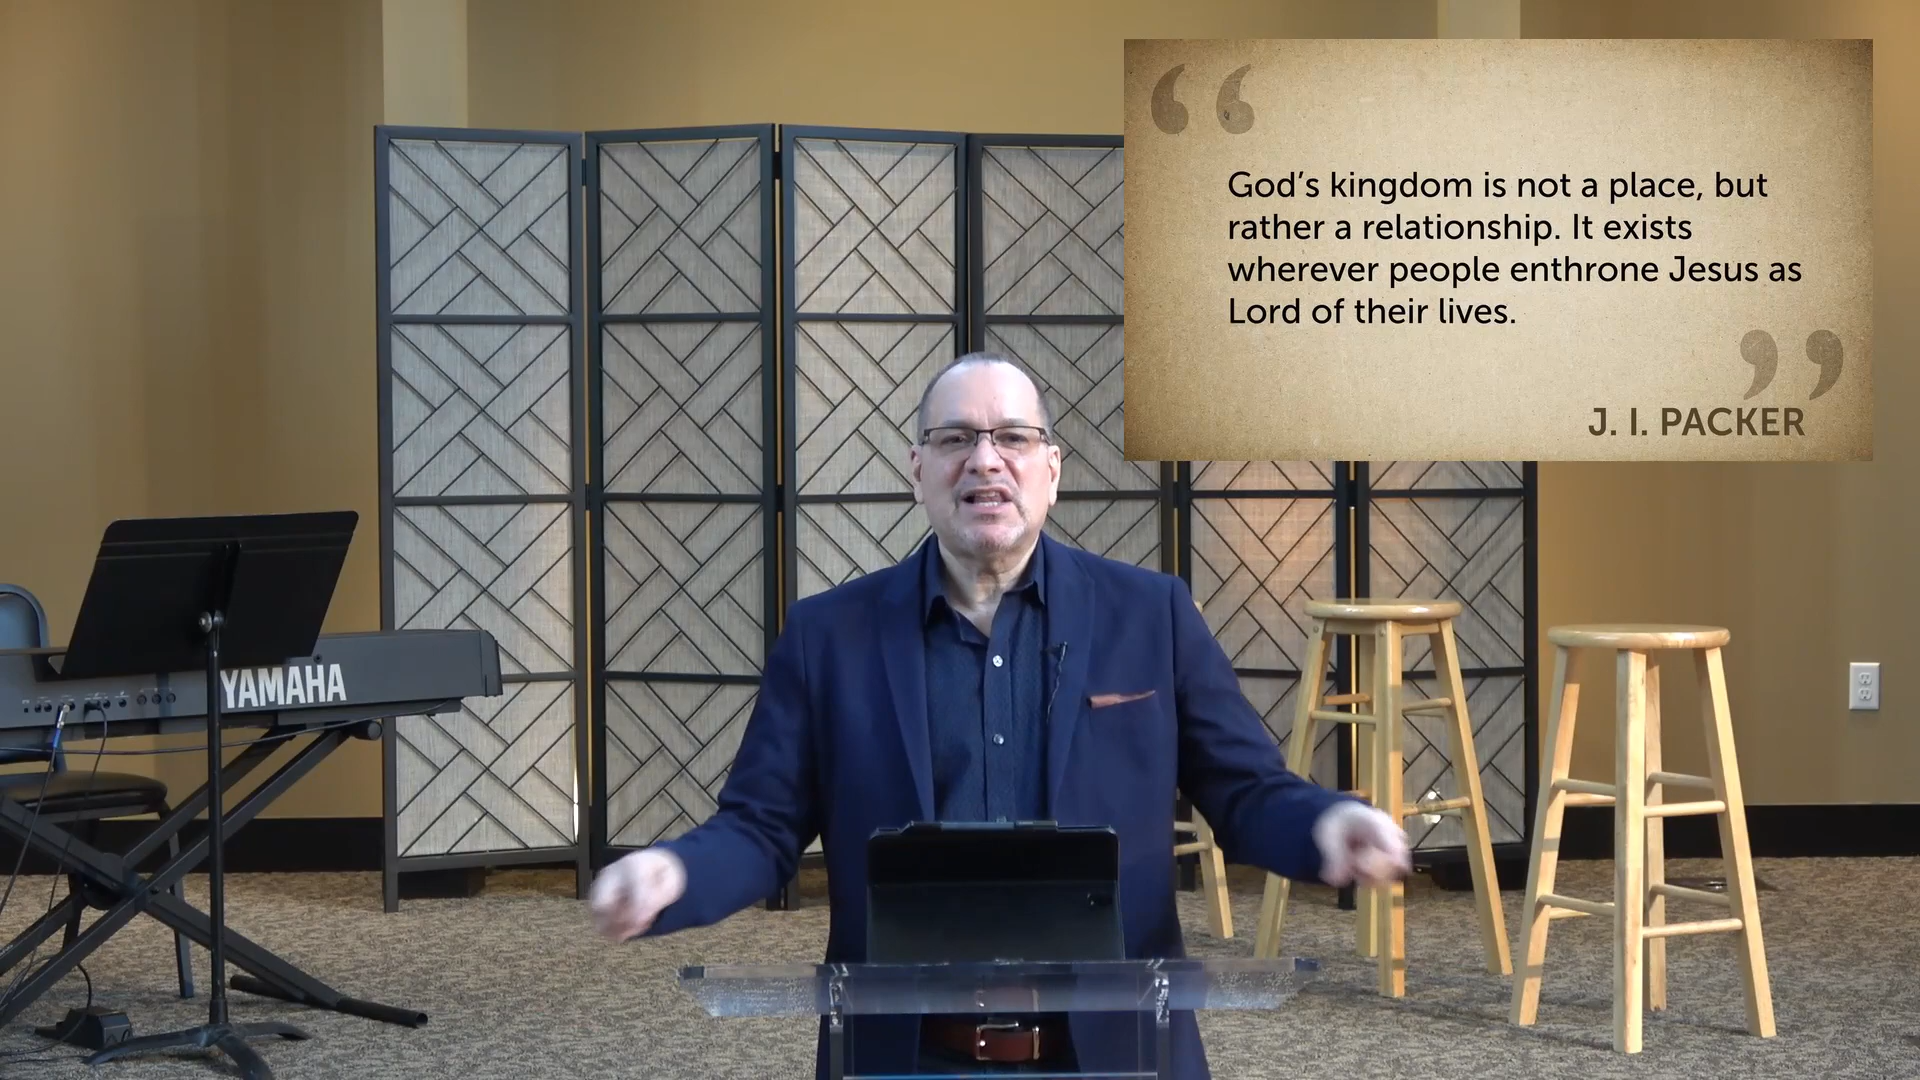 God’s kingdom is not a place, but
rather a relationship. It exists
wherever people enthrone Jesus as
Lord of their lives.
J. I. PACKER
YAMAHA